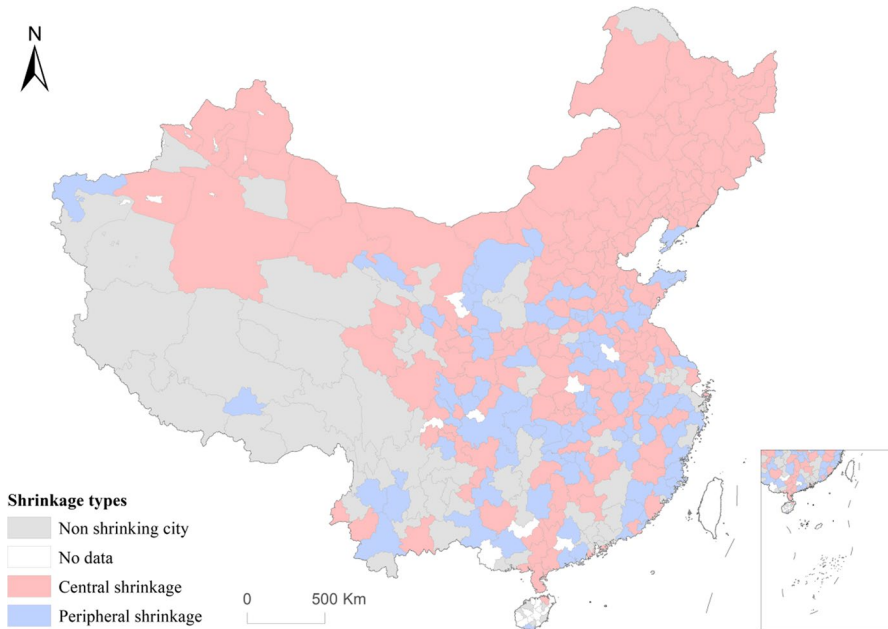 N
Shrinkage types
Non shrinking city
No data
Central shrinkage
Peripheral shrinkage
0 500 Km